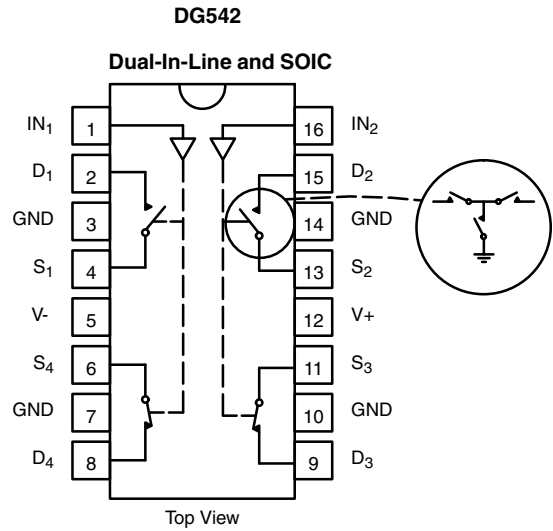 DG542
Dual-In-Line and SOIC
IN1 1 16 IN2
D1 2 15 D2
GND 3 14 GND
S1 4 13 S2
V- 5 12 V+
S4 6 11 S3
GND 7 10 GND
D4 8 9 D3
Top View